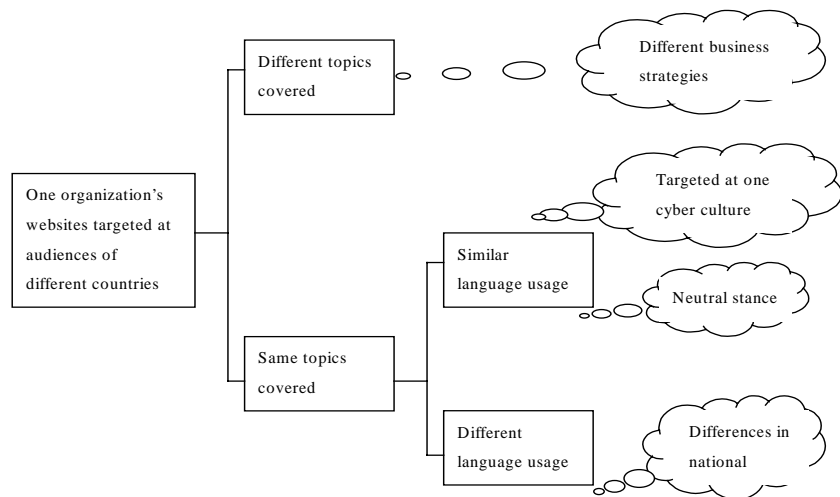 Different topics
covered
Different business
strategies
One organization's
websites targeted at
audiences of
different countries
Targeted at one
cyber culture
Similar
language usage
Neutral stance
Same topics
covered
Different
language usage
Differences in
national